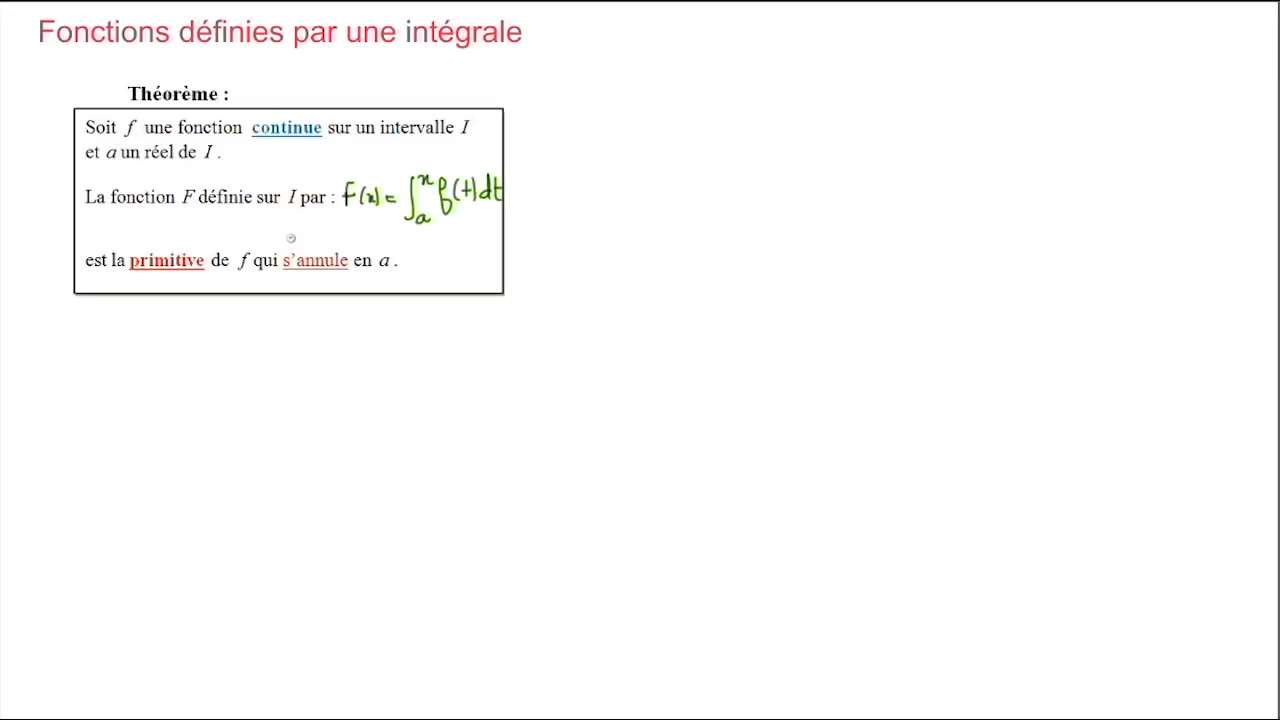 Fonctions définies par une intégrale
Théorème :
Soit f une fonction continue sur un intervalle I
et a un réel de I .
La fonction F définie sur I par : F(x) = ∫ₐˣ f(t)dt
est la primitive de f qui s'annule en a .